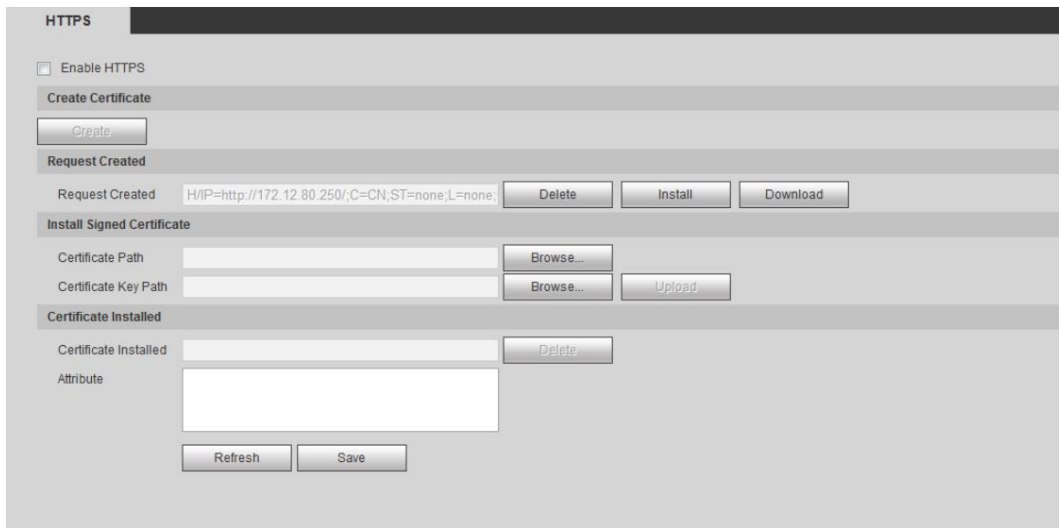 HTTPS
Enable HTTPS
Create Certificate
Create
Request Created
Request Created H/IP=http://172.12.80.250/;C=CN;ST=none;L=none; Delete Install Download
Install Signed Certificate
Certificate Path Browse...
Certificate Key Path Browse... Upload
Certificate Installed
Certificate Installed Delete
Attribute
Refresh Save